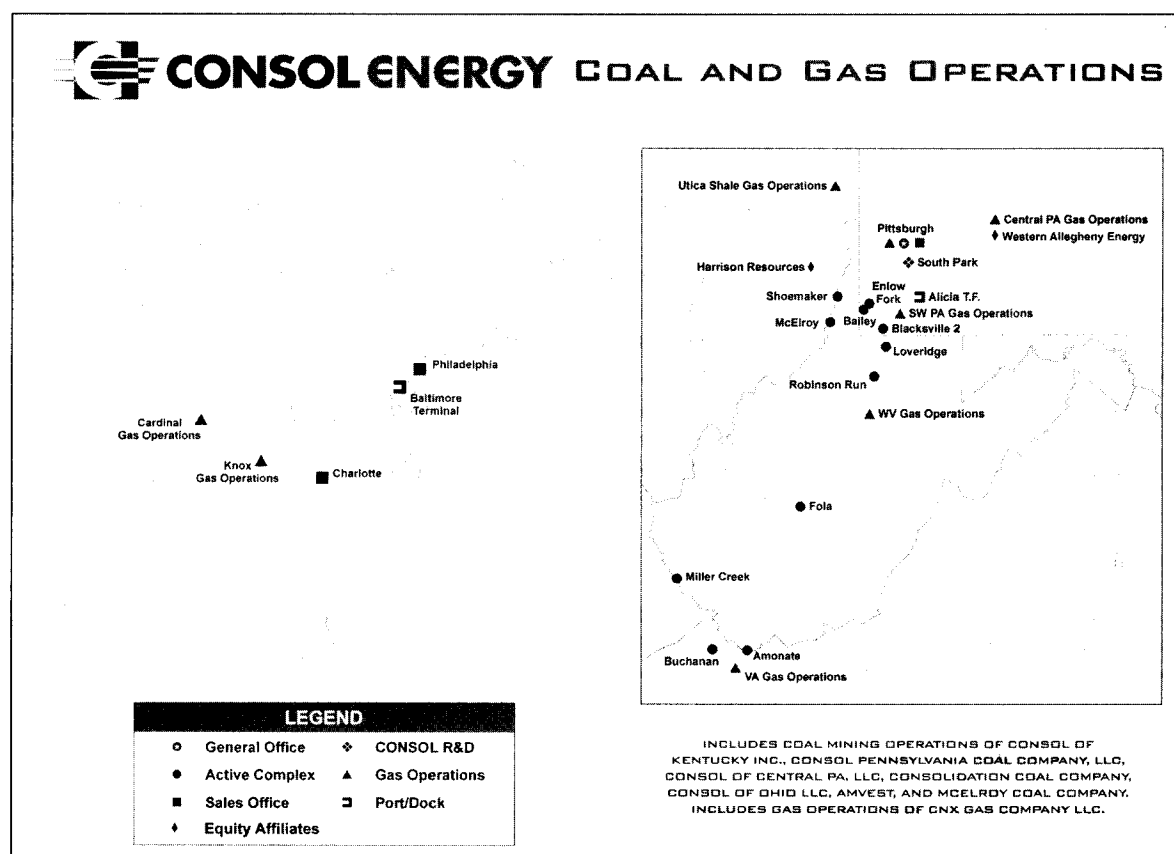 CONSOL ENERGY COAL AND GAS OPERATIONS
Philadelphia
Baltimore
Terminal
Cardinal
Gas Operations
Knox
Gas Operations
Charlotte
Utica Shale Gas Operations
Central PA Gas Operations
Western Allegheny Energy
Pittsburgh
South Park
Harrison Resources
Enlow
Fork
Shoemaker
Alicia T.F.
Bailey
SW PA Gas Operations
McElroy
Blacksville 2
Loveridge
Robinson Run
WV Gas Operations
Fola
Miller Creek
Buchanan
Amonate
VA Gas Operations
LEGEND
General Office
CONSOL R&D
Active Complex
Gas Operations
Sales Office
Port/Dock
Equity Affiliates
INCLUDES COAL MINING OPERATIONS OF CONSOL OF
KENTUCKY INC., CONSOL PENNSYLVANIA COAL COMPANY, LLC,
CONSOL OF CENTRAL PA, LLC, CONSOLIDATION COAL COMPANY,
CONSOL OF OHIO LLC, AMVEST, AND MCELROY COAL COMPANY.
INCLUDES GAS OPERATIONS OF CNX GAS COMPANY LLC.